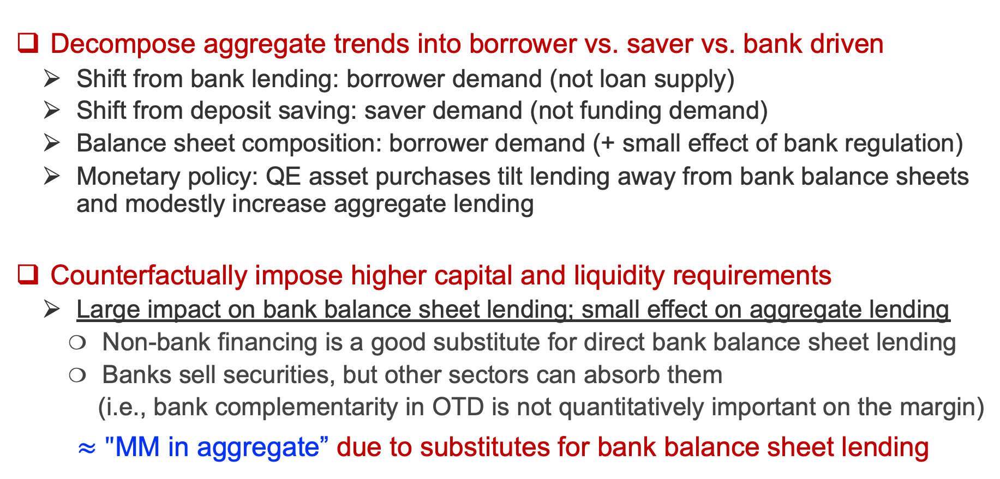 ❑ Decompose aggregate trends into borrower vs. saver vs. bank driven
➢ Shift from bank lending: borrower demand (not loan supply)
➢ Shift from deposit saving: saver demand (not funding demand)
➢ Balance sheet composition: borrower demand (+ small effect of bank regulation)
➢ Monetary policy: QE asset purchases tilt lending away from bank balance sheets
and modestly increase aggregate lending
❑ Counterfactually impose higher capital and liquidity requirements
➢ Large impact on bank balance sheet lending; small effect on aggregate lending
❍ Non-bank financing is a good substitute for direct bank balance sheet lending
❍ Banks sell securities, but other sectors can absorb them
(i.e., bank complementarity in OTD is not quantitatively important on the margin)
≈ "MM in aggregate” due to substitutes for bank balance sheet lending